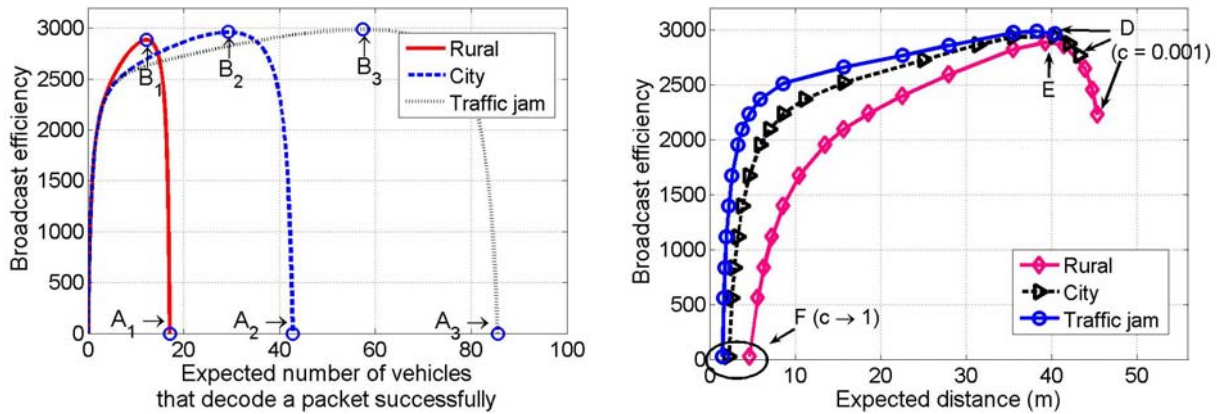 Broadcast efficiency
3000
2500
2000
1500
1000
500
0
0
20
40
60
80
100
Expected number of vehicles
that decode a packet successfully
B1
B2
B3
A1 →
A2 →
A3 →
Rural
City
Traffic jam
Broadcast efficiency
3000
2500
2000
1500
1000
500
0
0
10
20
30
40
50
Expected distance (m)
D
(c = 0.001)
E
F (c → 1)
Rural
City
Traffic jam